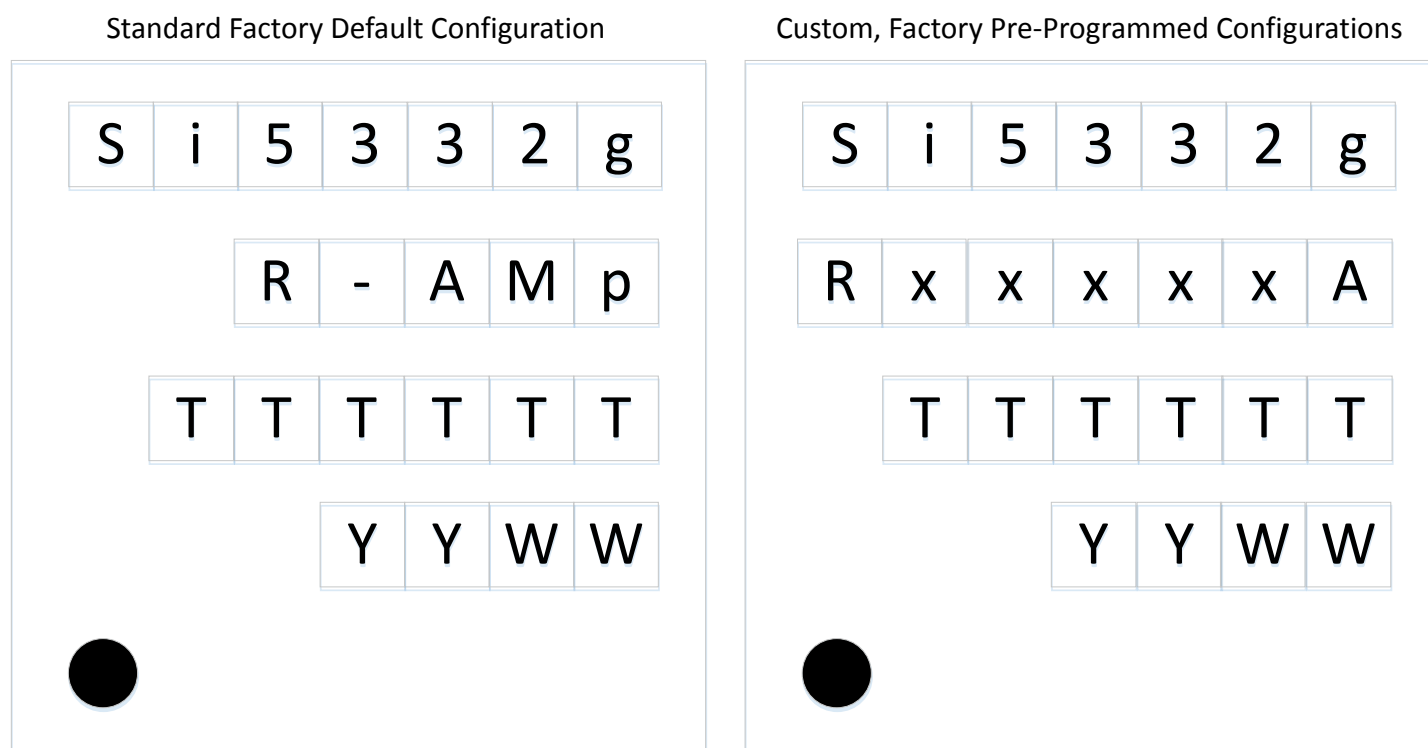 Standard Factory Default Configuration
Si5332g
R-AMp
TTTTTT
YYWW
Custom, Factory Pre-Programmed Configurations
Si5332g
RxxxxxA
TTTTTT
YYWW